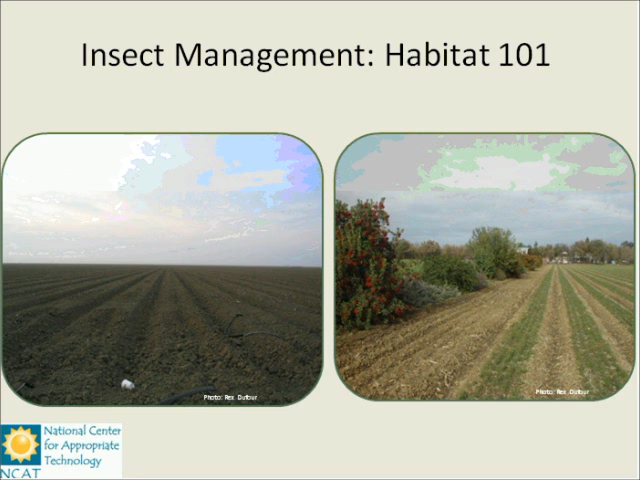 Insect Management: Habitat 101
Photo: Rex Dufour
Photo: Rex Dufour
National Center
for Appropriate
Technology
NCAT